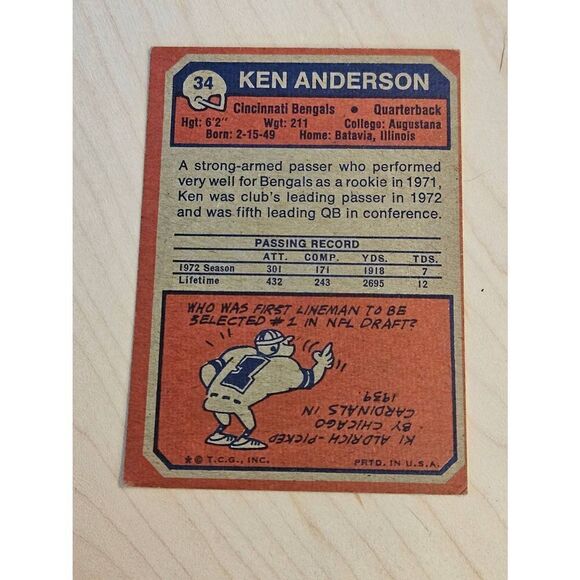 34
KEN ANDERSON
Cincinnati Bengals • Quarterback
Hgt: 6'2" Wgt: 211 College: Augustana
Born: 2-15-49 Home: Batavia, Illinois
A strong-armed passer who performed
very well for Bengals as a rookie in 1971,
Ken was club's leading passer in 1972
and was fifth leading QB in conference.
PASSING RECORD
ATT. COMP. YDS. TDS.
1972 Season 301 171 1918 7
Lifetime 432 243 2695 12
WHO WAS FIRST LINEMAN TO BE
SELECTED #1 IN NFL DRAFT?
1
KI ALDRICH-PICKED
BY CHICAGO
CARDINALS IN
1939
* © T.C.G., INC.
PRTD. IN U.S.A.